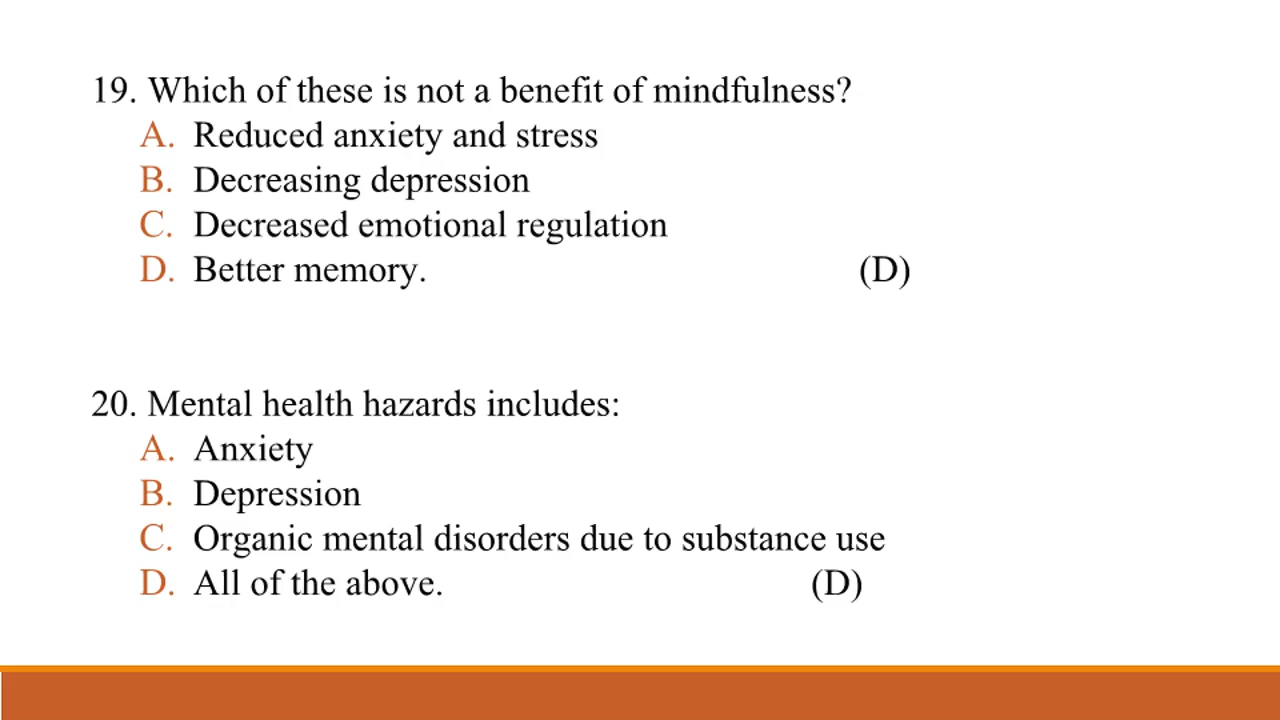 19. Which of these is not a benefit of mindfulness?
A. Reduced anxiety and stress
B. Decreasing depression
C. Decreased emotional regulation
D. Better memory. (D)
20. Mental health hazards includes:
A. Anxiety
B. Depression
C. Organic mental disorders due to substance use
D. All of the above. (D)